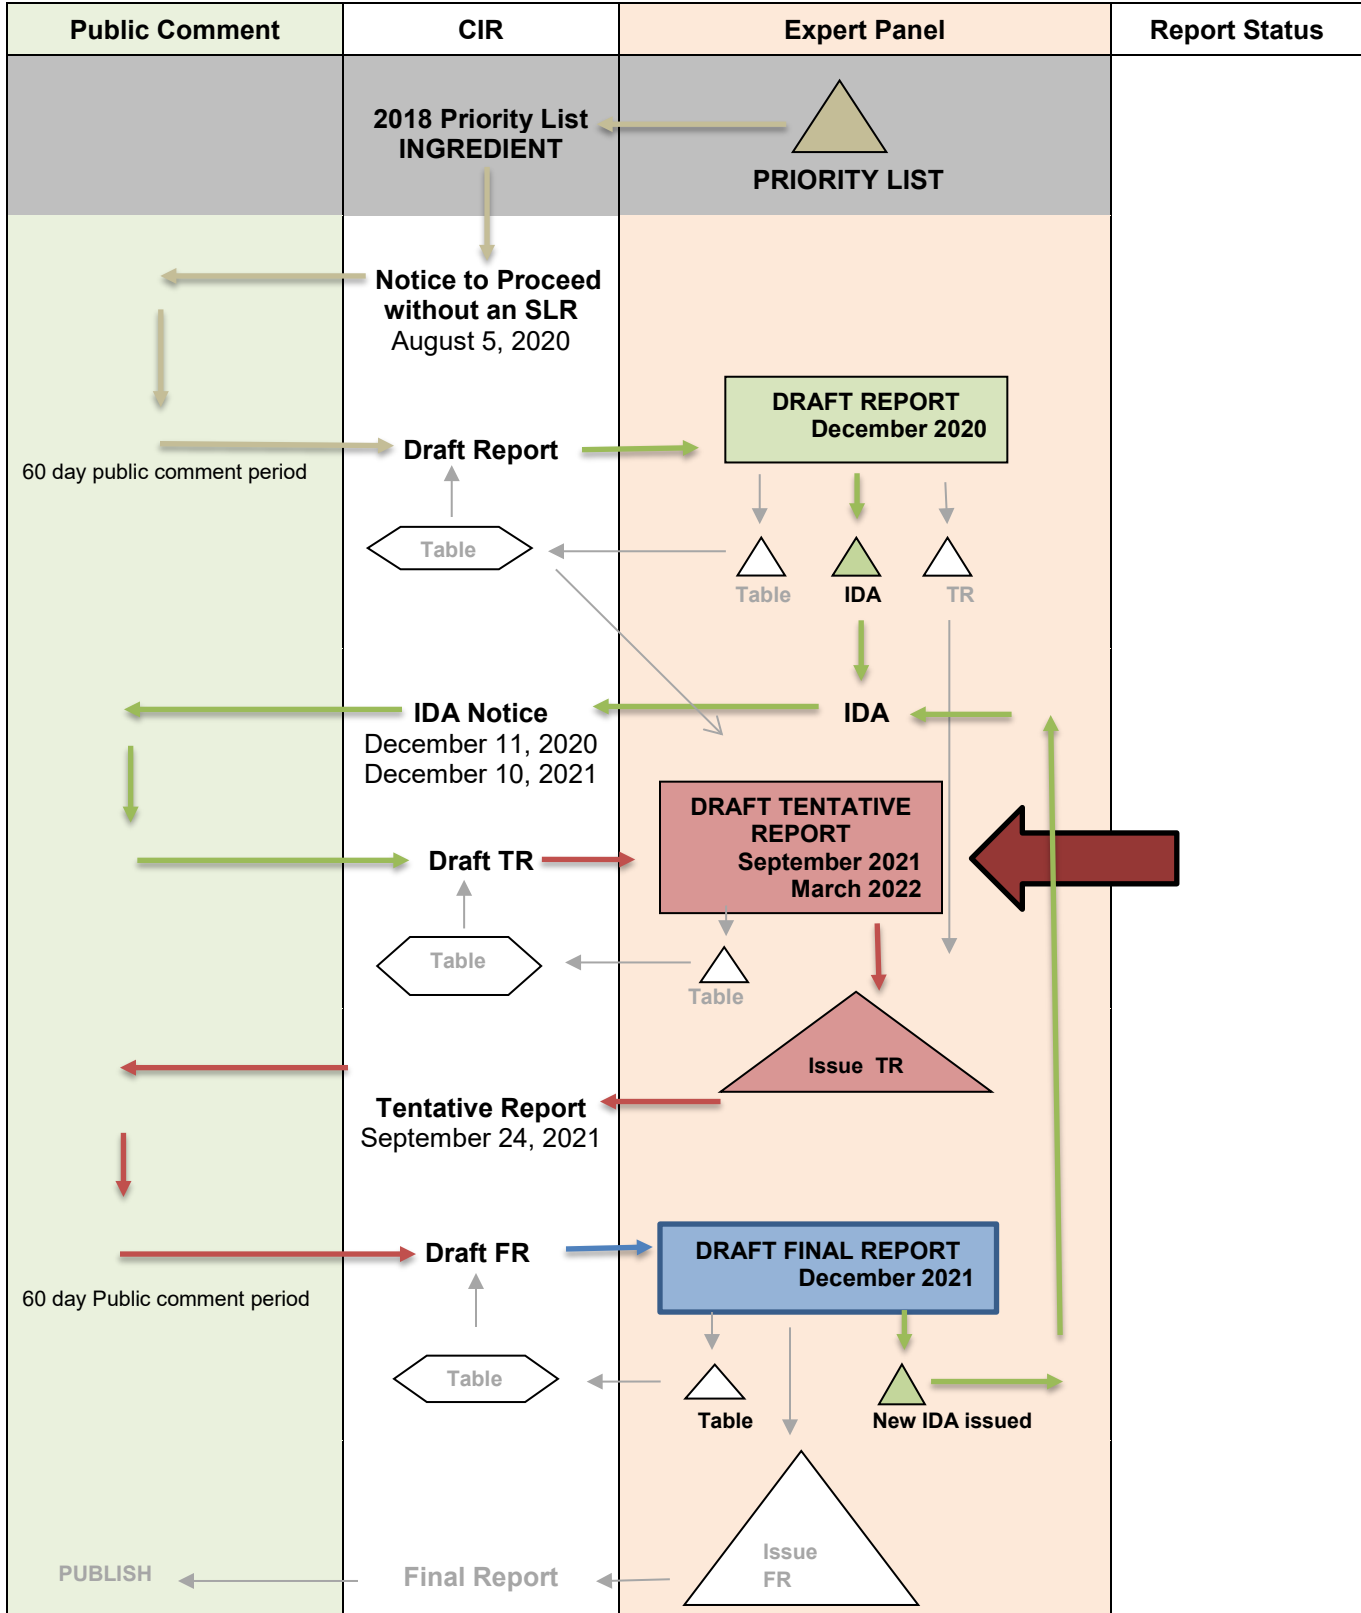 Public Comment
CIR
Expert Panel
Report Status
2018 Priority List
INGREDIENT
PRIORITY LIST
Notice to Proceed
without an SLR
August 5, 2020
60 day public comment period
Draft Report
DRAFT REPORT
December 2020
Table
Table
IDA
TR
IDA Notice
December 11, 2020
December 10, 2021
IDA
Draft TR
DRAFT TENTATIVE
REPORT
September 2021
March 2022
Table
Table
Issue TR
Tentative Report
September 24, 2021
60 day Public comment period
Draft FR
DRAFT FINAL REPORT
December 2021
Table
Table
New IDA issued
PUBLISH
Final Report
Issue
FR